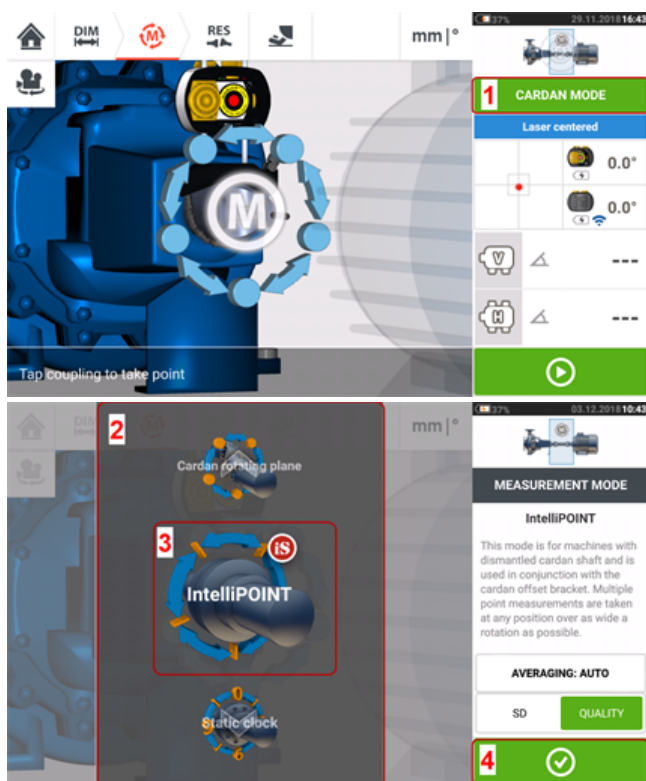 DIM
M
RES
mm|°
37%
29.11.2018 16:43
1
CARDAN MODE
Laser centered
0.0°
0.0°
M
V
---
H
---
Tap coupling to take point
DIM
mm|°
37%
03.12.2018 10:43
2
Cardan rotating plane
MEASUREMENT MODE
3
iS
IntelliPOINT
IntelliPOINT
This mode is for machines with
dismantled cardan shaft and is
used in conjunction with the
cardan offset bracket. Multiple
point measurements are taken
at any position over as wide a
rotation as possible.
AVERAGING: AUTO
Static clock
0
6
SD
QUALITY
4